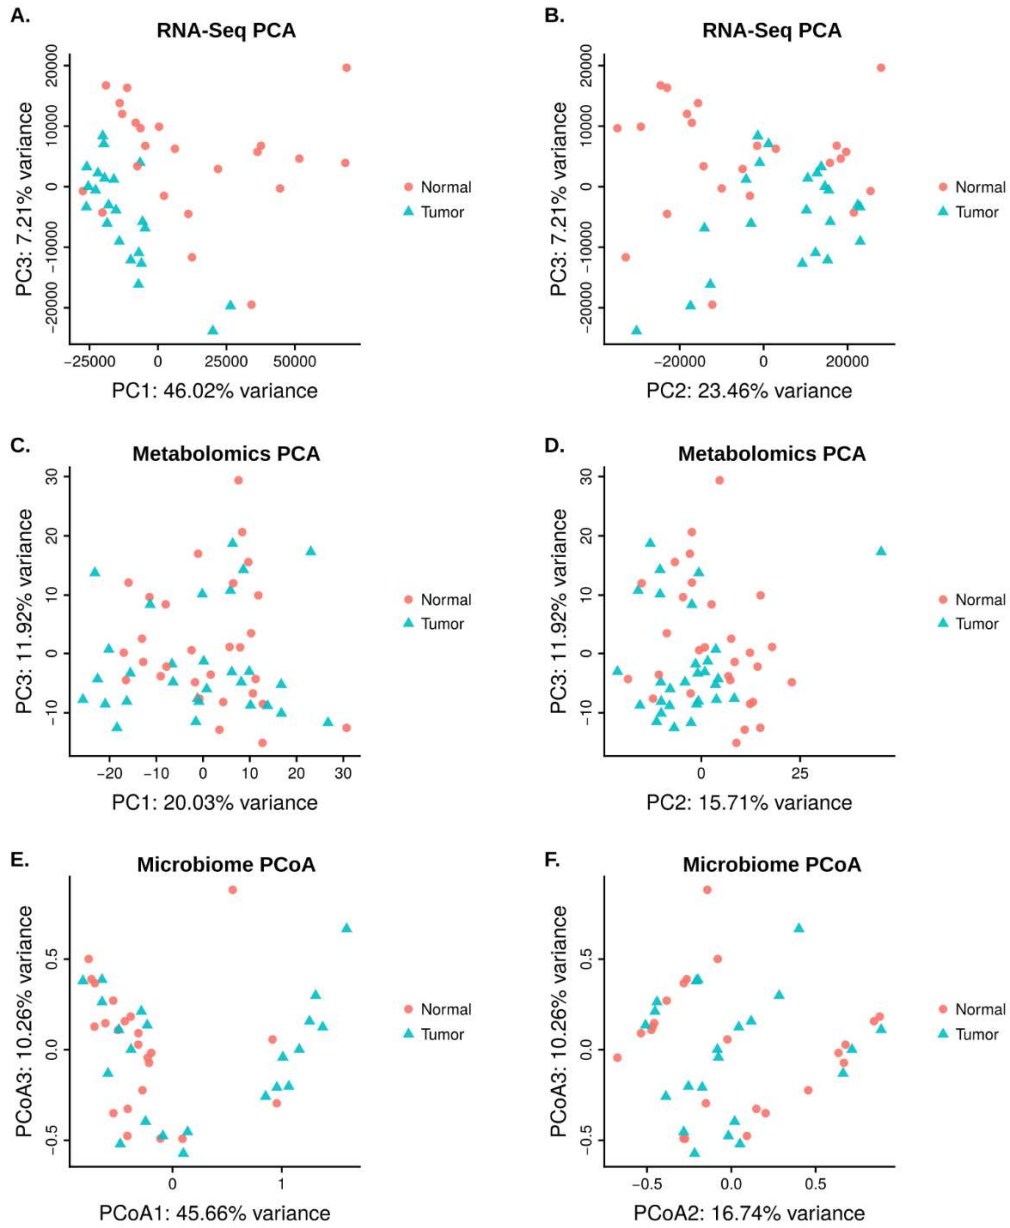 A.
RNA-Seq PCA
PC3: 7.21% variance
20000
10000
0
−10000
−20000
−25000 0 25000 50000
PC1: 46.02% variance
Normal
Tumor
B.
RNA-Seq PCA
PC3: 7.21% variance
20000
10000
0
−10000
−20000
−20000 0 20000
PC2: 23.46% variance
Normal
Tumor
C.
Metabolomics PCA
PC3: 11.92% variance
30
20
10
0
−10
−20 −10 0 10 20 30
PC1: 20.03% variance
Normal
Tumor
D.
Metabolomics PCA
PC3: 11.92% variance
30
20
10
0
−10
0 25
PC2: 15.71% variance
Normal
Tumor
E.
Microbiome PCoA
PCoA3: 10.26% variance
0.5
0.0
−0.5
0 1
PCoA1: 45.66% variance
Normal
Tumor
F.
Microbiome PCoA
PCoA3: 10.26% variance
0.5
0.0
−0.5
−0.5 0.0 0.5
PCoA2: 16.74% variance
Normal
Tumor